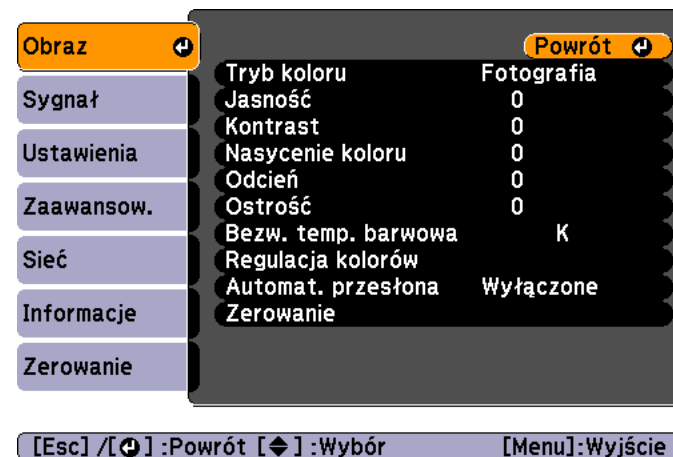 Obraz
Sygnał
Ustawienia
Zaawansow.
Sieć
Informacje
Zerowanie
Powrót
Tryb koloru Fotografia
Jasność 0
Kontrast 0
Nasycenie koloru 0
Odcień 0
Ostrość 0
Bezw. temp. barwowa K
Regulacja kolorów
Automat. przesłona Wyłączone
Zerowanie
[Esc] /[⏎] :Powrót [◆] :Wybór [Menu]:Wyjście